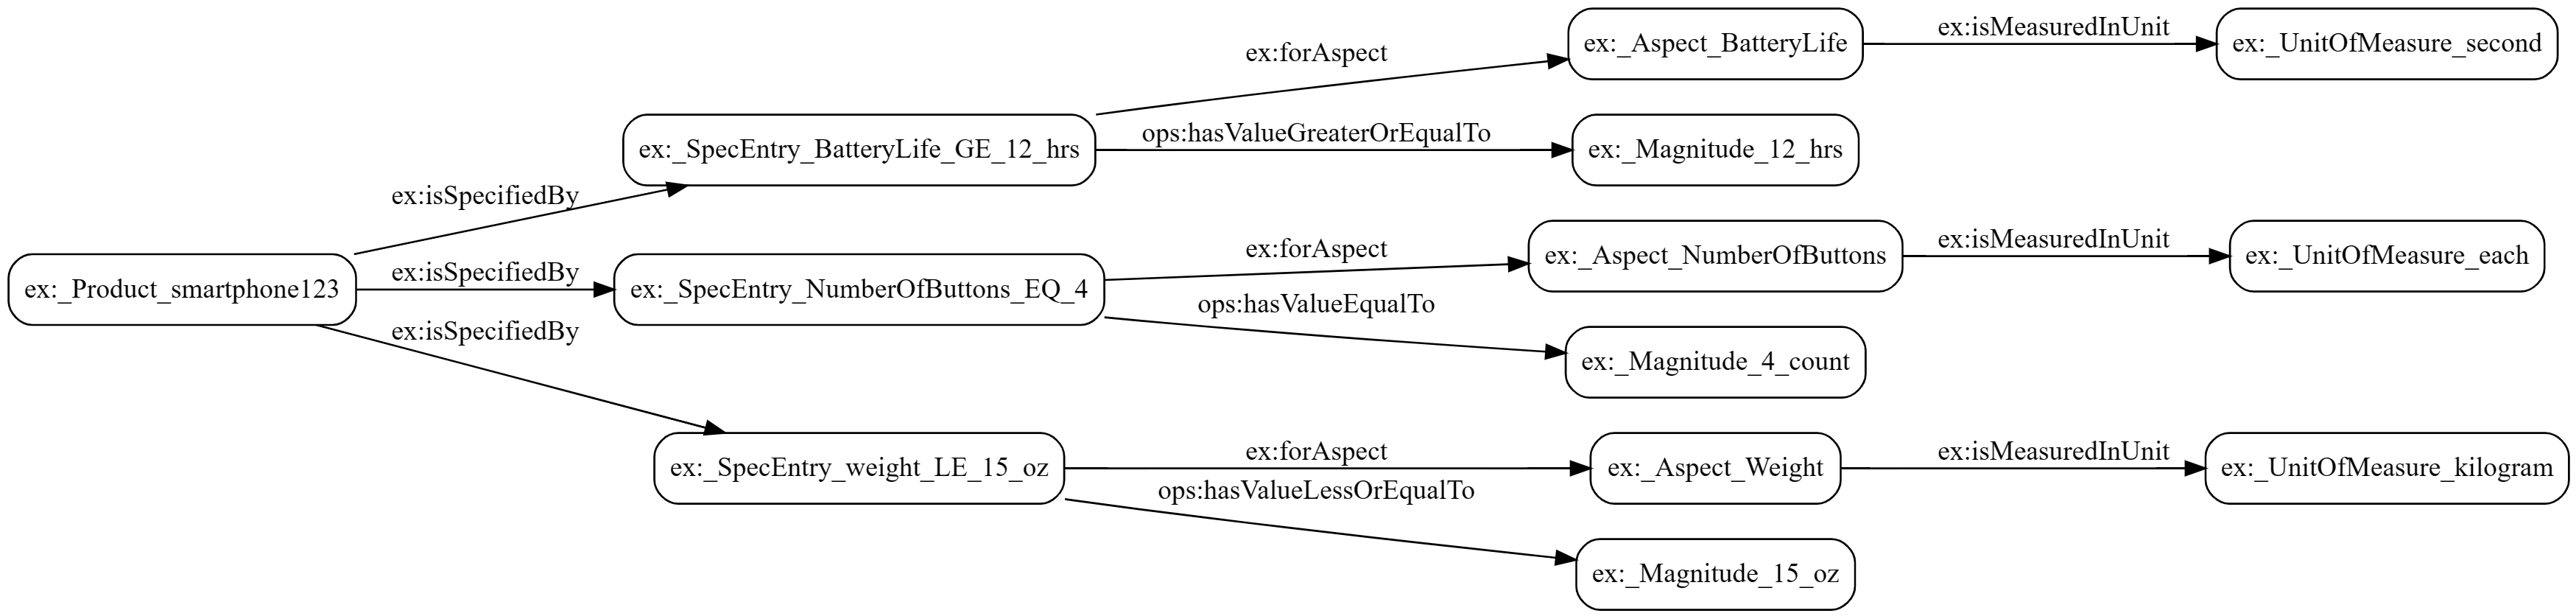 ex:_Aspect_BatteryLife
ex:isMeasuredInUnit
ex:_UnitOfMeasure_second
ex:forAspect
ex:_SpecEntry_BatteryLife_GE_12_hrs
ops:hasValueGreaterOrEqualTo
ex:_Magnitude_12_hrs
ex:isSpecifiedBy
ex:_Product_smartphone123
ex:isSpecifiedBy
ex:_SpecEntry_NumberOfButtons_EQ_4
ex:forAspect
ex:_Aspect_NumberOfButtons
ex:isMeasuredInUnit
ex:_UnitOfMeasure_each
ops:hasValueEqualTo
ex:_Magnitude_4_count
ex:isSpecifiedBy
ex:_SpecEntry_weight_LE_15_oz
ex:forAspect
ex:_Aspect_Weight
ex:isMeasuredInUnit
ex:_UnitOfMeasure_kilogram
ops:hasValueLessOrEqualTo
ex:_Magnitude_15_oz